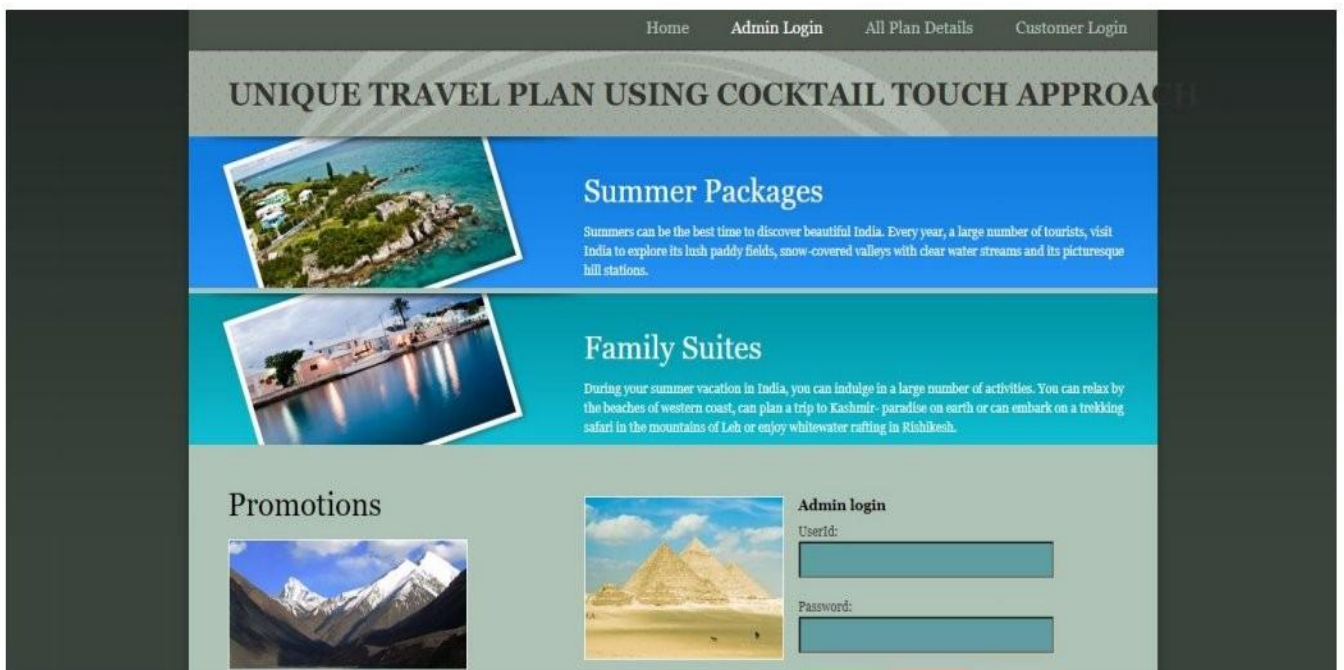 Home Admin Login All Plan Details Customer Login
UNIQUE TRAVEL PLAN USING COCKTAIL TOUCH APPROACH
Summer Packages
Summers can be the best time to discover beautiful India. Every year, a large number of tourists, visit
India to explore its lush paddy fields, snow-covered valleys with clear water streams and its picturesque
hill stations.
Family Suites
During your summer vacation in India, you can indulge in a large number of activities. You can relax by
the beaches of western coast, can plan a trip to Kashmir- paradise on earth or can embark on a trekking
safari in the mountains of Leh or enjoy whitewater rafting in Rishikesh.
Promotions
Admin login
UserId:
Password: